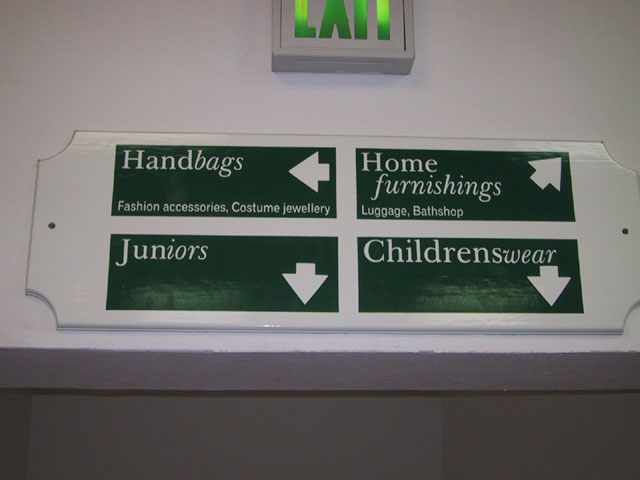 EXIT
Handbags
Fashion accessories, Costume jewellery
Home
furnishings
Luggage, Bathshop
Juniors
Childrenswear